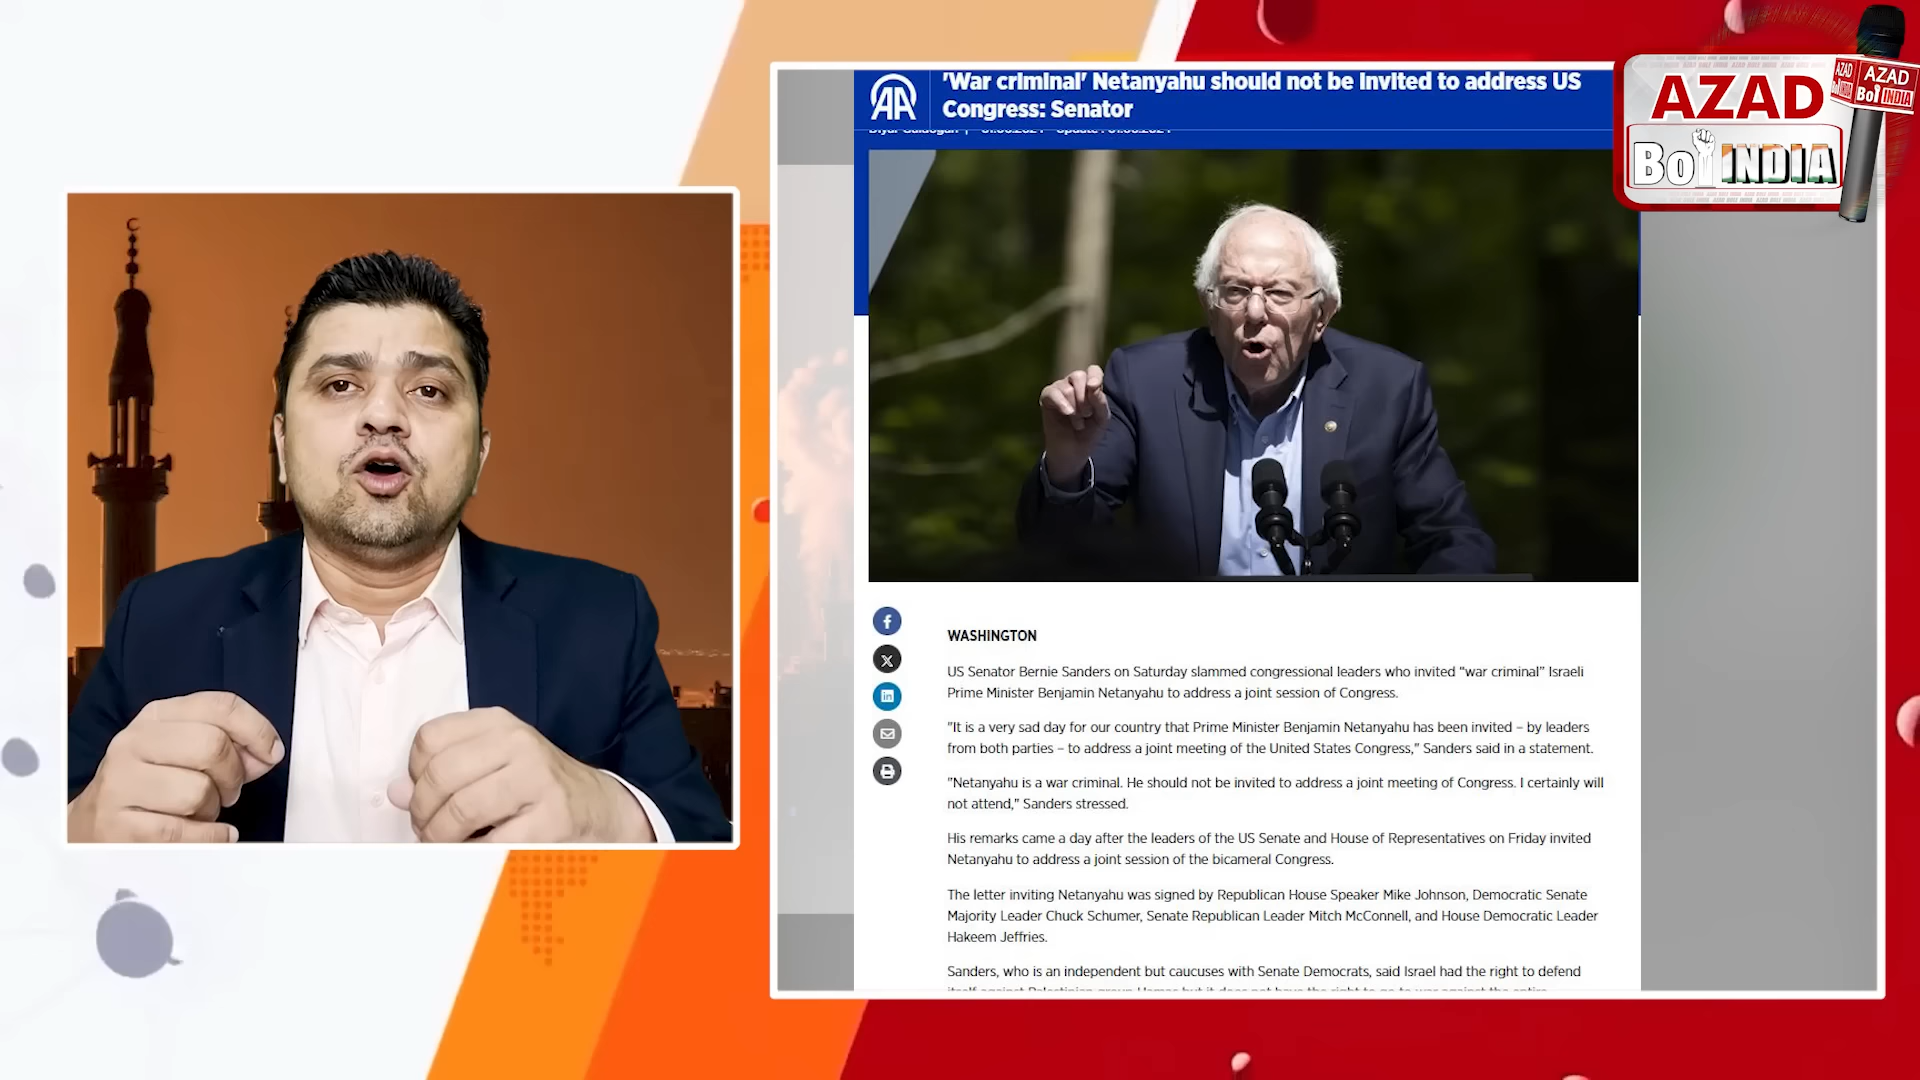 'War criminal' Netanyahu should not be invited to address US
Congress: Senator
AA
AZAD
Bol INDIA
AZAD
Bol INDIA
AZAD
Bol INDIA
WASHINGTON
US Senator Bernie Sanders on Saturday slammed congressional leaders who invited “war criminal” Israeli
Prime Minister Benjamin Netanyahu to address a joint session of Congress.
"It is a very sad day for our country that Prime Minister Benjamin Netanyahu has been invited – by leaders
from both parties – to address a joint meeting of the United States Congress,” Sanders said in a statement.
"Netanyahu is a war criminal. He should not be invited to address a joint meeting of Congress. I certainly will
not attend," Sanders stressed.
His remarks came a day after the leaders of the US Senate and House of Representatives on Friday invited
Netanyahu to address a joint session of the bicameral Congress.
The letter inviting Netanyahu was signed by Republican House Speaker Mike Johnson, Democratic Senate
Majority Leader Chuck Schumer, Senate Republican Leader Mitch McConnell, and House Democratic Leader
Hakeem Jeffries.
Sanders, who is an independent but caucuses with Senate Democrats, said Israel had the right to defend